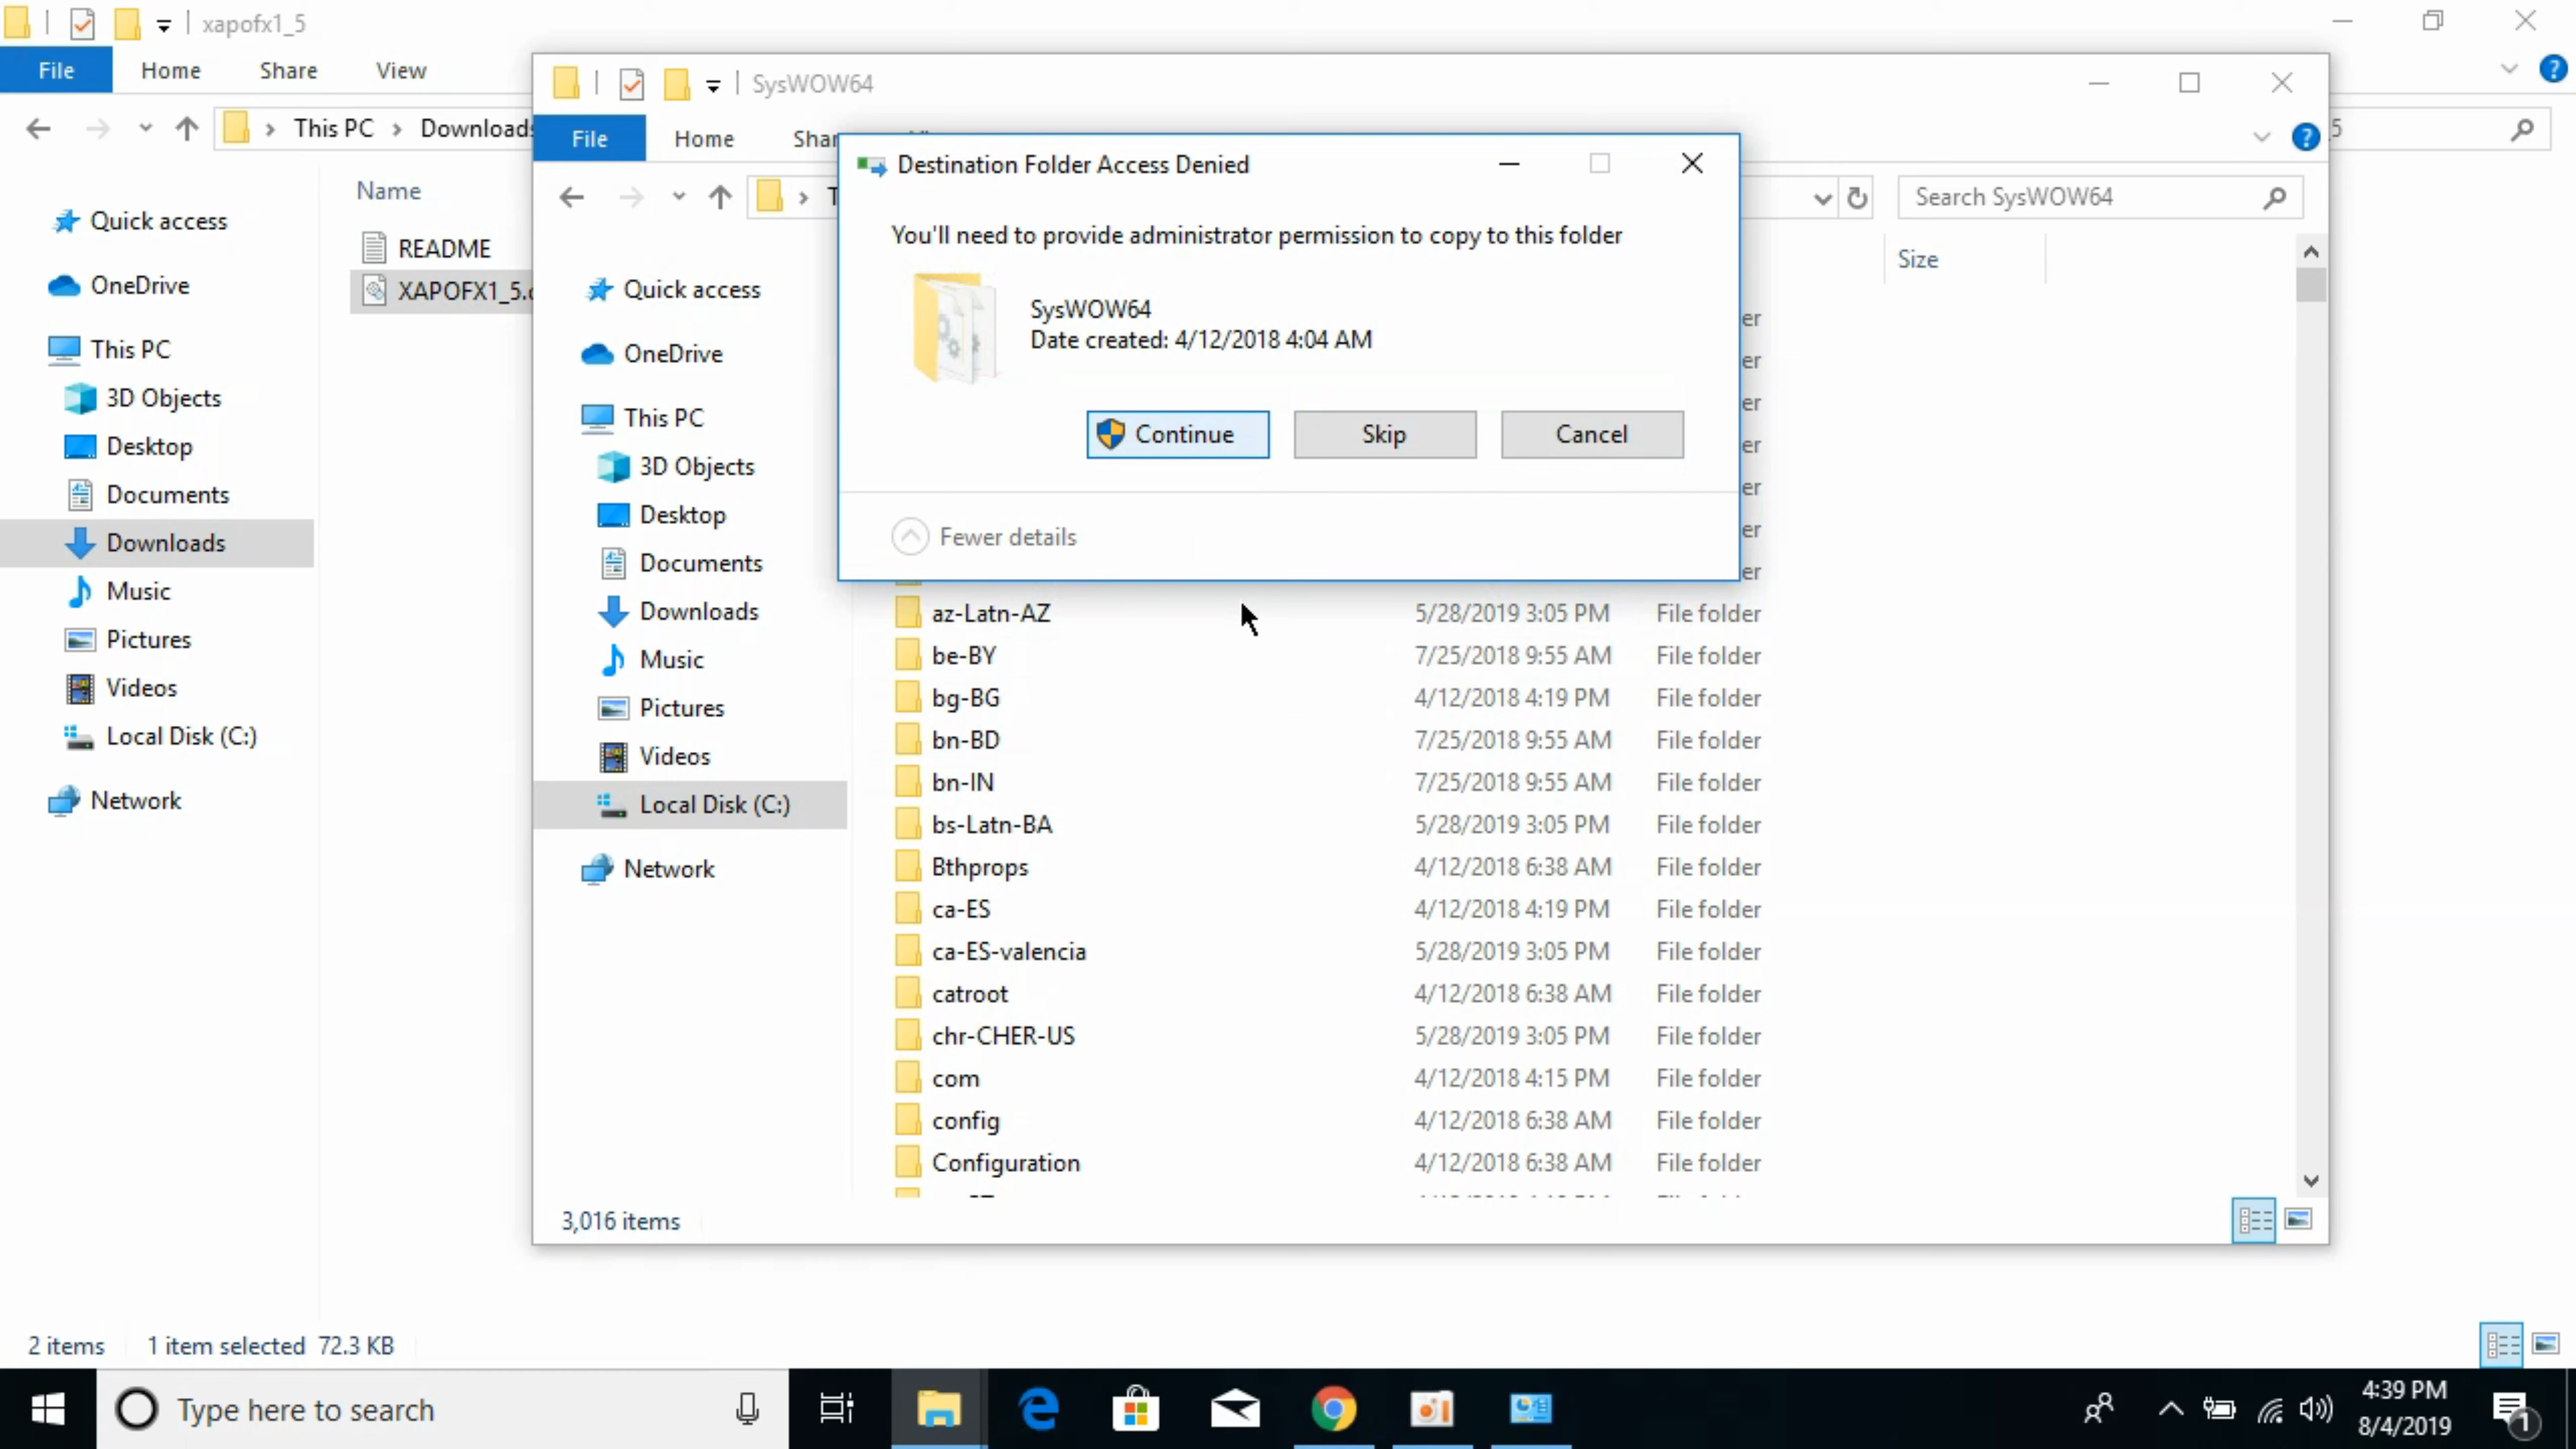 xapofx1_5
File Home Share View
This PC Downloads
5
Name
README
XAPOFX1_5.
Quick access
OneDrive
This PC
3D Objects
Desktop
Documents
Downloads
Music
Pictures
Videos
Local Disk (C:)
Network
2 items 1 item selected 72.3 KB
SysWOW64
File Home
Search SysWOW64
Size
Quick access
OneDrive
This PC
3D Objects
Desktop
Documents
Downloads
Music
Pictures
Videos
Local Disk (C:)
Network
Destination Folder Access Denied
You'll need to provide administrator permission to copy to this folder
SysWOW64
Date created: 4/12/2018 4:04 AM
Continue Skip Cancel
Fewer details
er
er
er
er
er
er
er
az-Latn-AZ 5/28/2019 3:05 PM File folder
be-BY 7/25/2018 9:55 AM File folder
bg-BG 4/12/2018 4:19 PM File folder
bn-BD 7/25/2018 9:55 AM File folder
bn-IN 7/25/2018 9:55 AM File folder
bs-Latn-BA 5/28/2019 3:05 PM File folder
Bthprops 4/12/2018 6:38 AM File folder
ca-ES 4/12/2018 4:19 PM File folder
ca-ES-valencia 5/28/2019 3:05 PM File folder
catroot 4/12/2018 6:38 AM File folder
chr-CHER-US 5/28/2019 3:05 PM File folder
com 4/12/2018 4:15 PM File folder
config 4/12/2018 6:38 AM File folder
Configuration 4/12/2018 6:38 AM File folder
3,016 items
Type here to search
4:39 PM
8/4/2019
1